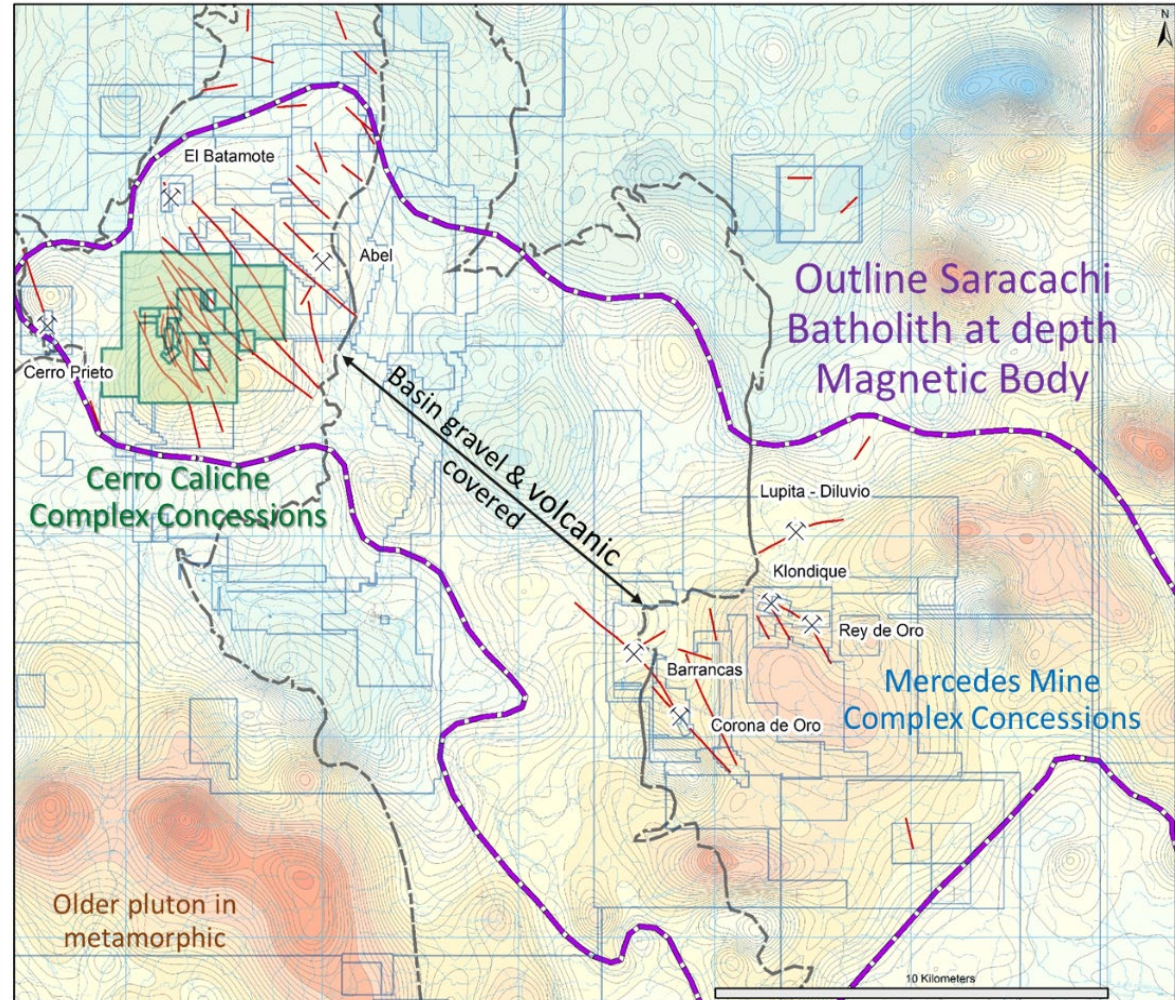 N
El Batamote
Abel
Outline Saracachi
Batholith at depth
Magnetic Body
Cerro Prieto
Basin gravel & volcanic
covered
Cerro Caliche
Complex Concessions
Lupita - Diluvio
Klondique
Rey de Oro
Barrancas
Mercedes Mine
Complex Concessions
Corona de Oro
Older pluton in
metamorphic
10 Kilometers